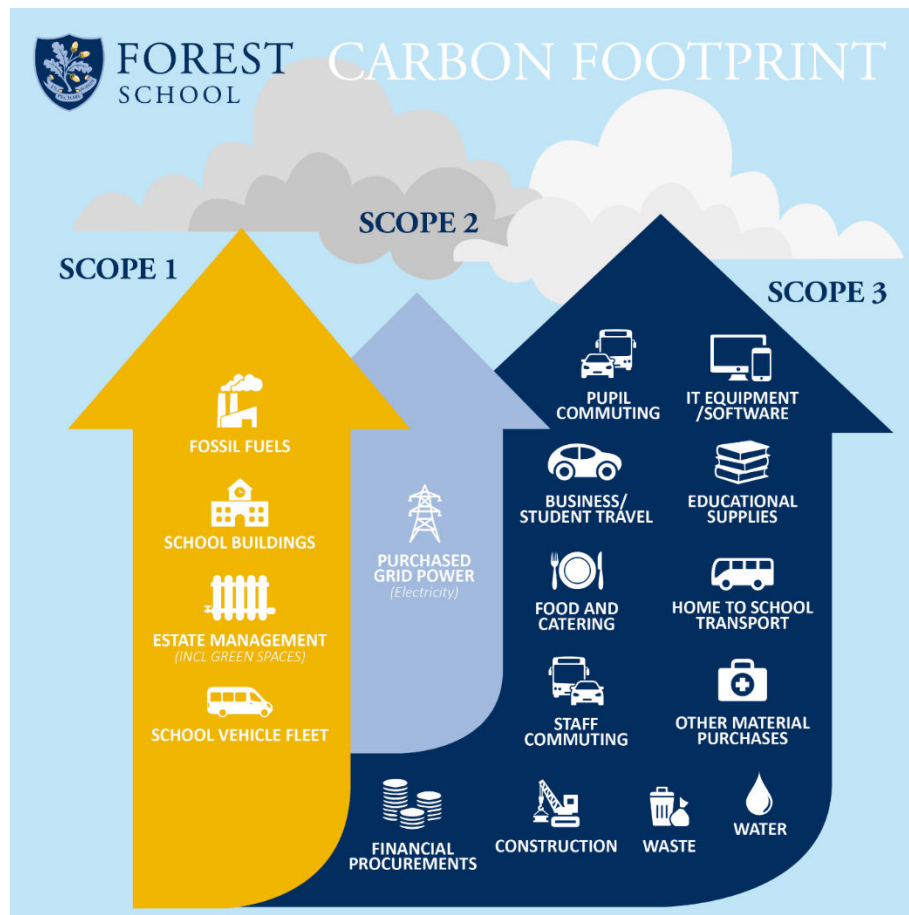 FOREST
SCHOOL
CARBON FOOTPRINT
SCOPE 1
SCOPE 2
SCOPE 3
FOSSIL FUELS
SCHOOL BUILDINGS
ESTATE MANAGEMENT
(INCL GREEN SPACES)
SCHOOL VEHICLE FLEET
PURCHASED
GRID POWER
(Electricity)
PUPIL
COMMUTING
IT EQUIPMENT
/SOFTWARE
BUSINESS/
STUDENT TRAVEL
EDUCATIONAL
SUPPLIES
FOOD AND
CATERING
HOME TO SCHOOL
TRANSPORT
STAFF
COMMUTING
OTHER MATERIAL
PURCHASES
FINANCIAL
PROCUREMENTS
CONSTRUCTION
WASTE
WATER